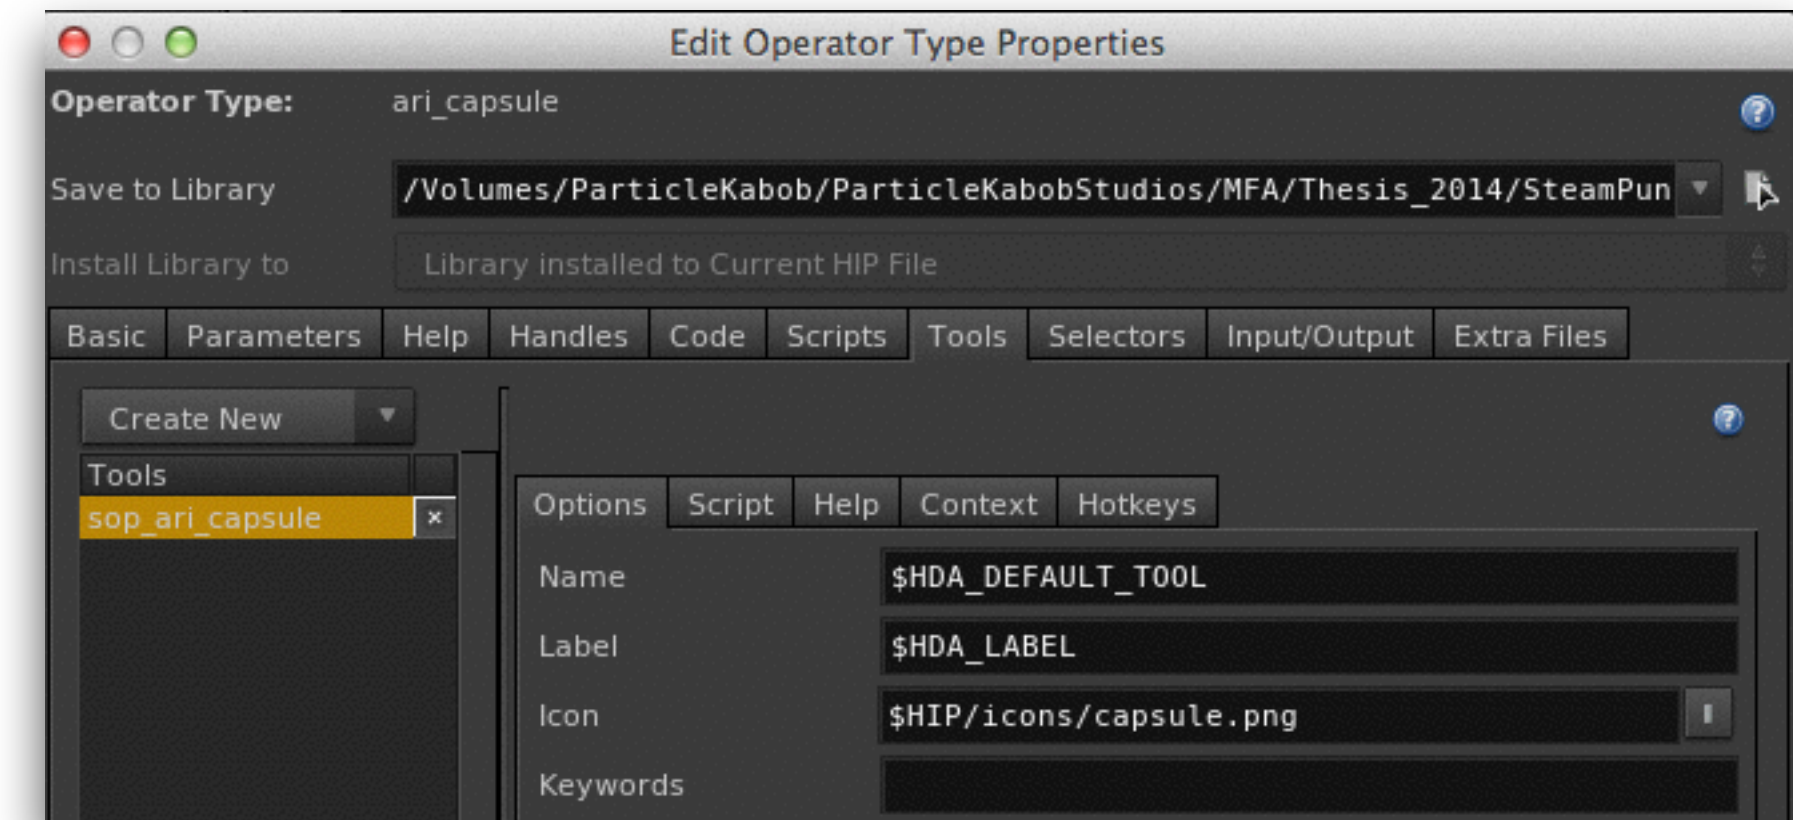 Edit Operator Type Properties
Operator Type: ari_capsule
Save to Library /Volumes/ParticleKabob/ParticleKabobStudios/MFA/Thesis_2014/SteamPun
Install Library to Library installed to Current HIP File
Basic Parameters Help Handles Code Scripts Tools Selectors Input/Output Extra Files
Create New
Tools
sop_ari_capsule
Options Script Help Context Hotkeys
Name $HDA_DEFAULT_TOOL
Label $HDA_LABEL
Icon $HIP/icons/capsule.png
Keywords